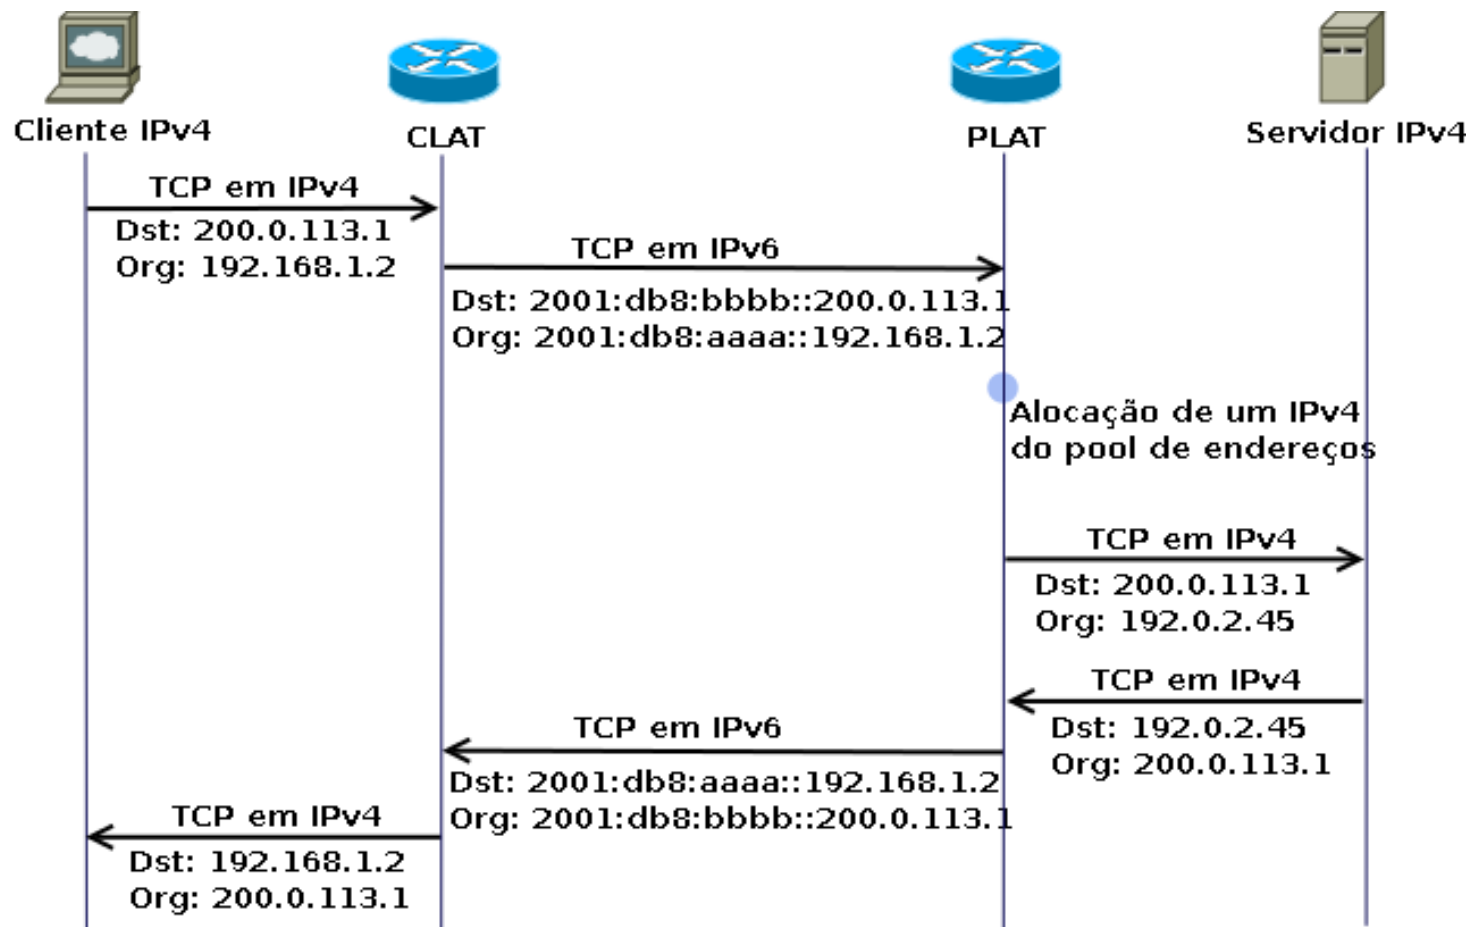 Cliente IPv4
CLAT
PLAT
Servidor IPv4
TCP em IPv4
Dst: 200.0.113.1
Org: 192.168.1.2
TCP em IPv6
Dst: 2001:db8:bbbb::200.0.113.1
Org: 2001:db8:aaaa::192.168.1.2
Alocação de um IPv4
do pool de endereços
TCP em IPv4
Dst: 200.0.113.1
Org: 192.0.2.45
TCP em IPv4
Dst: 192.0.2.45
Org: 200.0.113.1
TCP em IPv6
Dst: 2001:db8:aaaa::192.168.1.2
Org: 2001:db8:bbbb::200.0.113.1
TCP em IPv4
Dst: 192.168.1.2
Org: 200.0.113.1